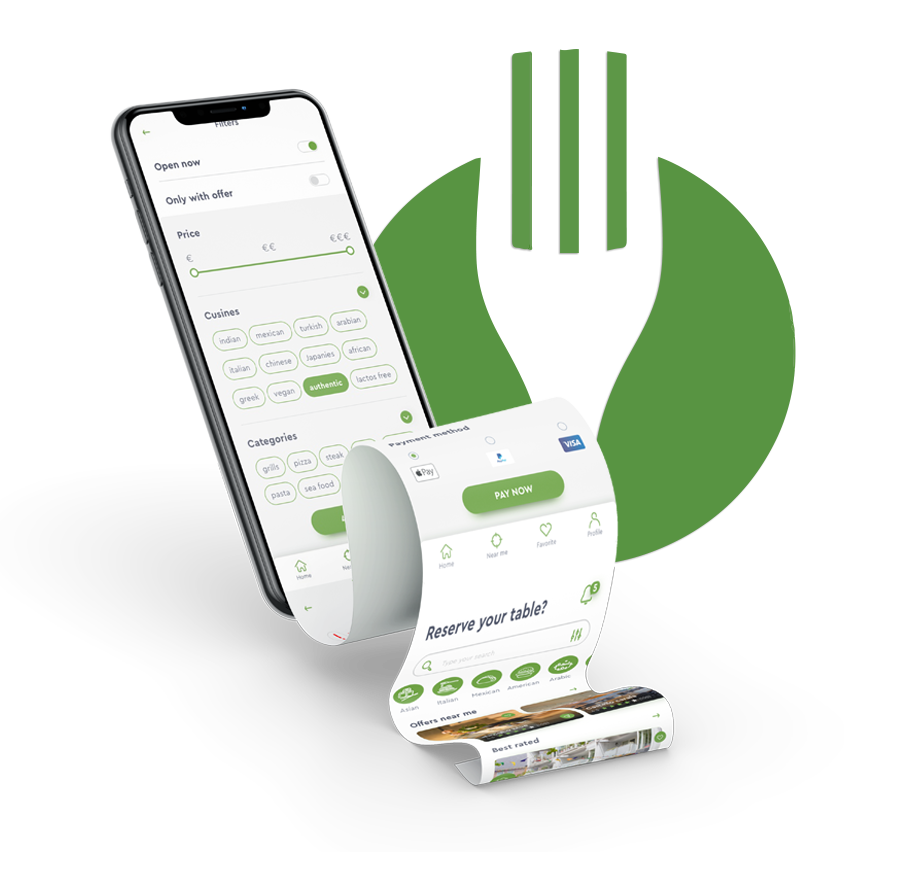 Filters
Open now
Only with offer
Price
€ €€ €€€
Cusines
indian mexican turkish arabian
italian chinese Japanies african
greek vegan authentic lactos free
Categories
grills pizza steak
pasta sea food
Home
Payment method
Pay PayPal VISA
PAY NOW
Home Near me Favorite Profile
5
Reserve your table?
Type your search
Asian Italian Mexican American Arabic
Offers near me
Best rated